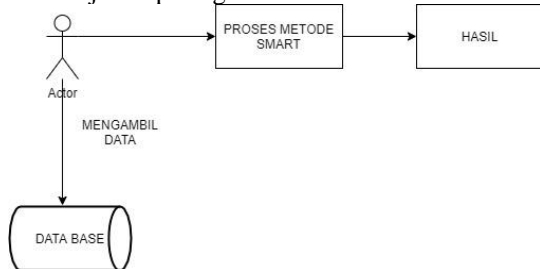 PROSES METODE
SMART
HASIL
Actor
MENGAMBIL
DATA
DATA BASE